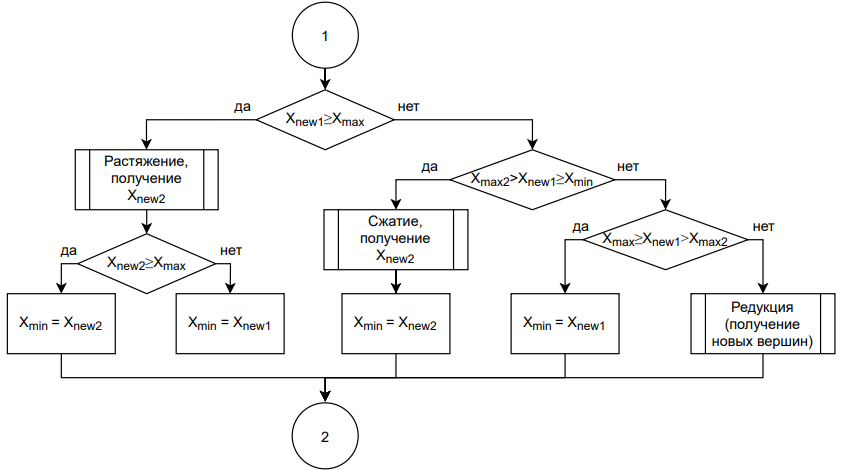 1
да
нет
Xnew1≥Xmax
Растяжение,
получение
Xnew2
да
нет
Xmax2>Xnew1≥Xmin
Сжатие,
получение
Xnew2
да
нет
Xmax≥Xnew1>Xmax2
да
нет
Xnew2≥Xmax
Xmin = Xnew2
Xmin = Xnew1
Xmin = Xnew2
Xmin = Xnew1
Редукция
(получение
новых вершин)
2